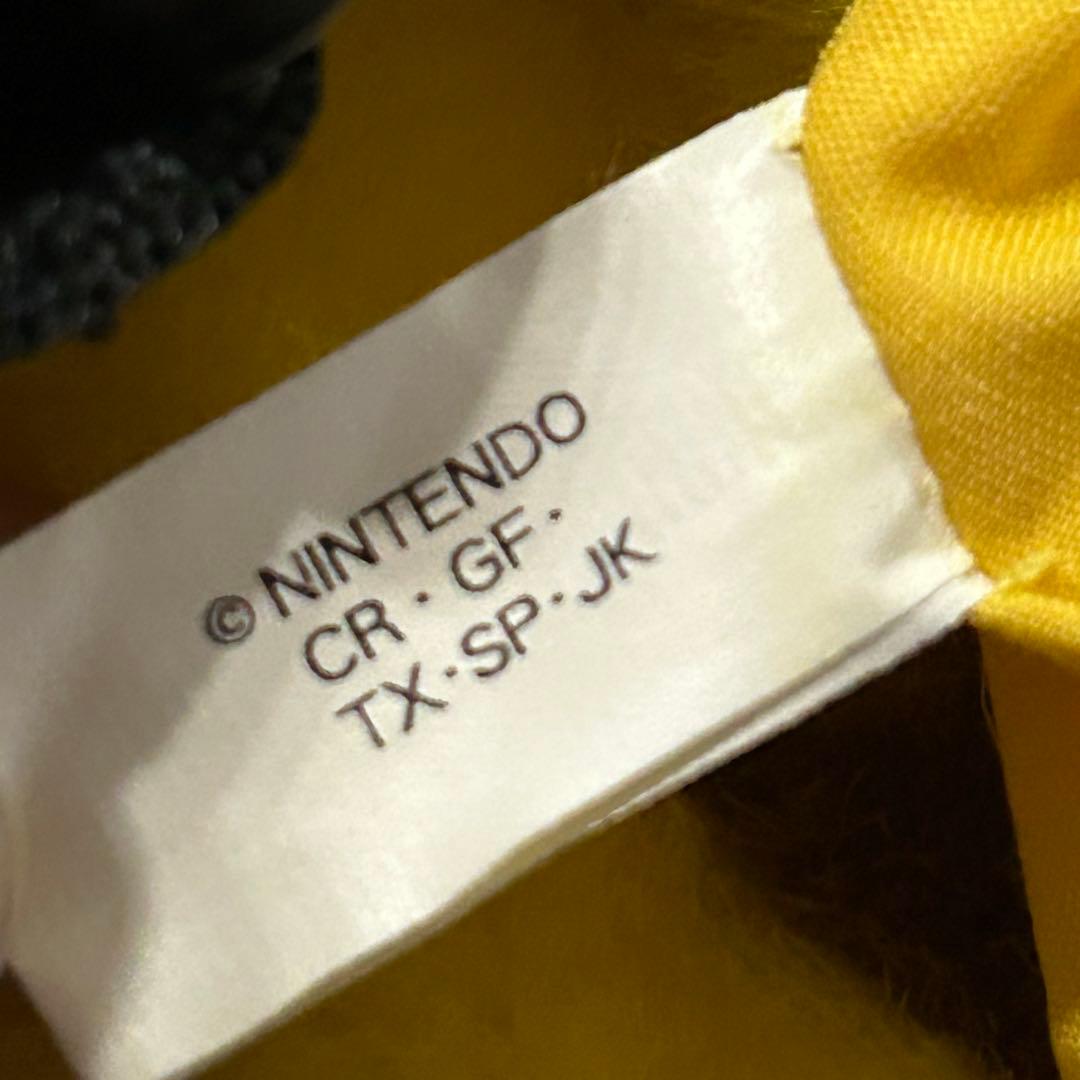 © NINTENDO
CR・GF・
TX・SP・JK